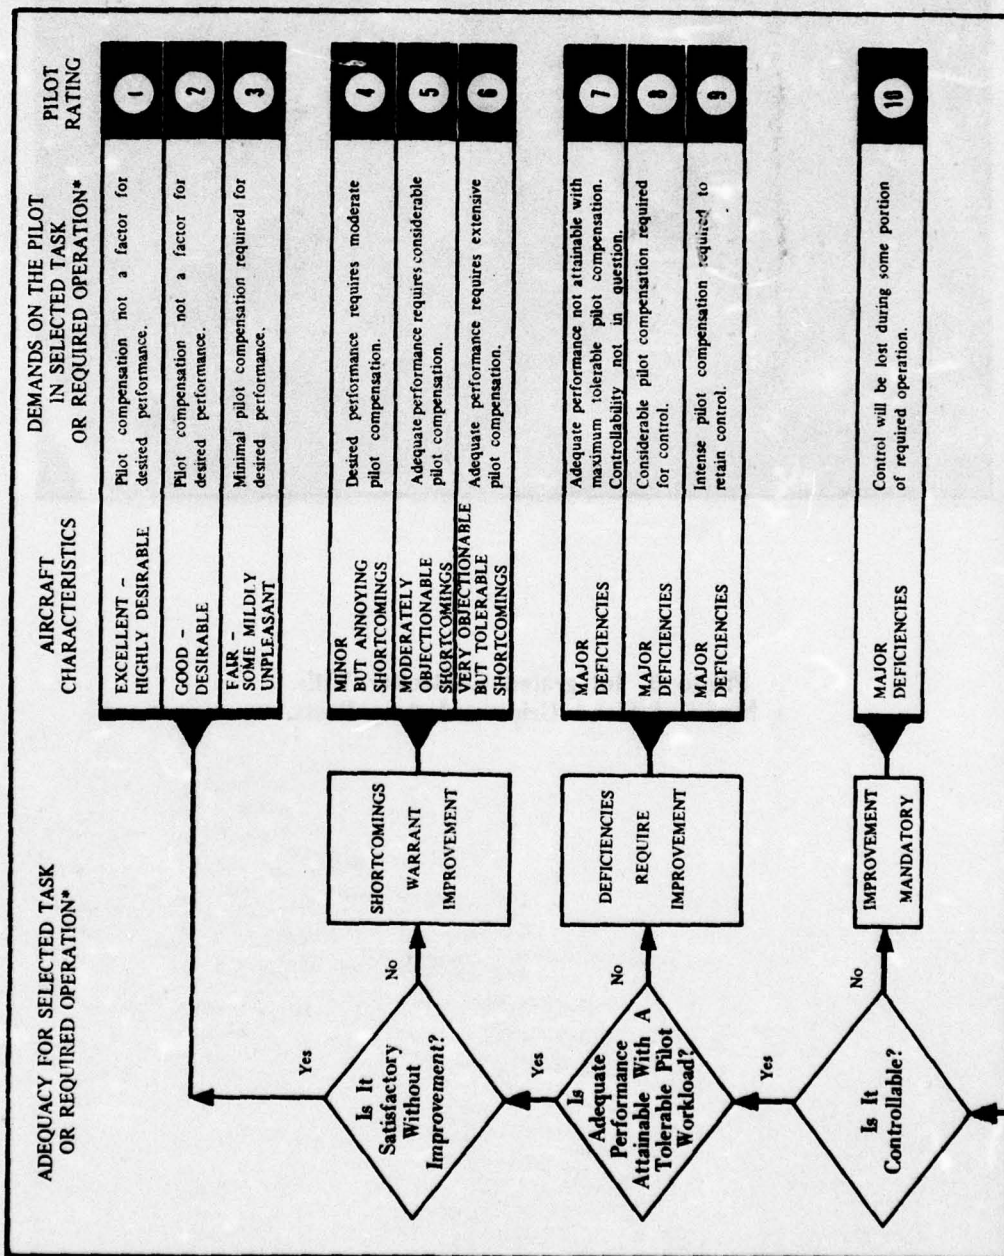 ADEQUACY FOR SELECTED TASK
OR REQUIRED OPERATION*
AIRCRAFT
CHARACTERISTICS
DEMANDS ON THE PILOT
IN SELECTED TASK
OR REQUIRED OPERATION*
PILOT
RATING
EXCELLENT -
HIGHLY DESIRABLE
Pilot compensation not a factor for
desired performance.
1
GOOD -
DESIRABLE
Pilot compensation not a factor for
desired performance.
2
FAIR -
SOME MILDLY
UNPLEASANT
Minimal pilot compensation required for
desired performance.
3
Yes
Is It
Satisfactory
Without
Improvement?
No
SHORTCOMINGS
WARRANT
IMPROVEMENT
MINOR
BUT ANNOYING
SHORTCOMINGS
Desired performance requires moderate
pilot compensation.
4
MODERATELY
OBJECTIONABLE
SHORTCOMINGS
Adequate performance requires considerable
pilot compensation.
5
VERY OBJECTIONABLE
BUT TOLERABLE
SHORTCOMINGS
Adequate performance requires extensive
pilot compensation.
6
Yes
Is
Adequate
Performance
Attainable With A
Tolerable Pilot
Workload?
No
DEFICIENCIES
REQUIRE
IMPROVEMENT
MAJOR
DEFICIENCIES
Adequate performance not attainable with
maximum tolerable pilot compensation.
Controllability not in question.
7
MAJOR
DEFICIENCIES
Considerable pilot compensation required
for control.
8
MAJOR
DEFICIENCIES
Intense pilot compensation required to
retain control.
9
Yes
Is It
Controllable?
No
IMPROVEMENT
MANDATORY
MAJOR
DEFICIENCIES
Control will be lost during some portion
of required operation.
10